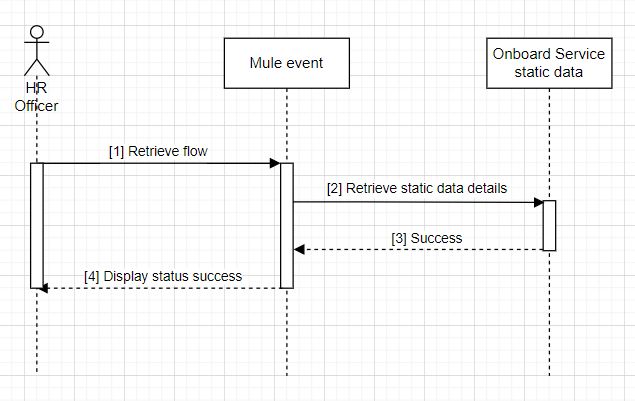 HR
Officer
Mule event
Onboard Service
static data
[1] Retrieve flow
[2] Retrieve static data details
[3] Success
[4] Display status success